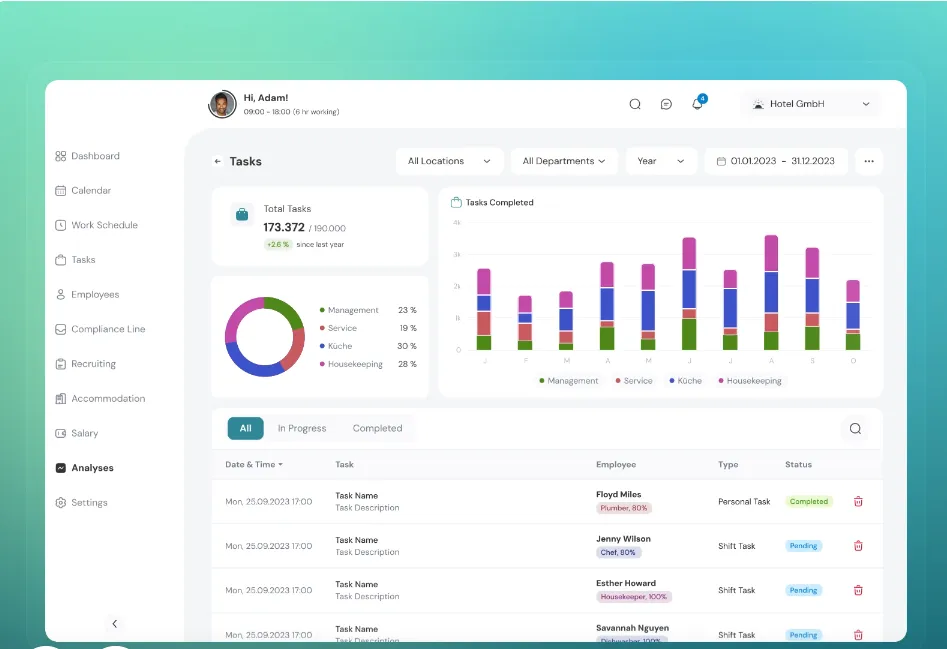 Hi, Adam!
09:00 - 18:00 (6 hr working)
4
Hotel GmbH
Dashboard
Calendar
Work Schedule
Tasks
Employees
Compliance Line
Recruiting
Accommodation
Salary
Analyses
Settings
Tasks
All Locations
All Departments
Year
01.01.2023 - 31.12.2023
Total Tasks
173.372 / 190.000
+2.6 % since last year
Management 23 %
Service 19 %
Küche 30 %
Housekeeping 28 %
Tasks Completed
4k
3k
2k
1k
0
J F M A M J J A S O
Management Service Küche Housekeeping
All In Progress Completed
Date & Time Task Employee Type Status
Mon, 25.09.2023 17:00 Task Name Task Description Floyd Miles Plumber, 80% Personal Task Completed
Mon, 25.09.2023 17:00 Task Name Task Description Jenny Wilson Chef, 80% Shift Task Pending
Mon, 25.09.2023 17:00 Task Name Task Description Esther Howard Housekeeper, 100% Shift Task Pending
Mon, 25.09.2023 17:00 Task Name Task Description Savannah Nguyen Dishwasher, 100% Shift Task Pending